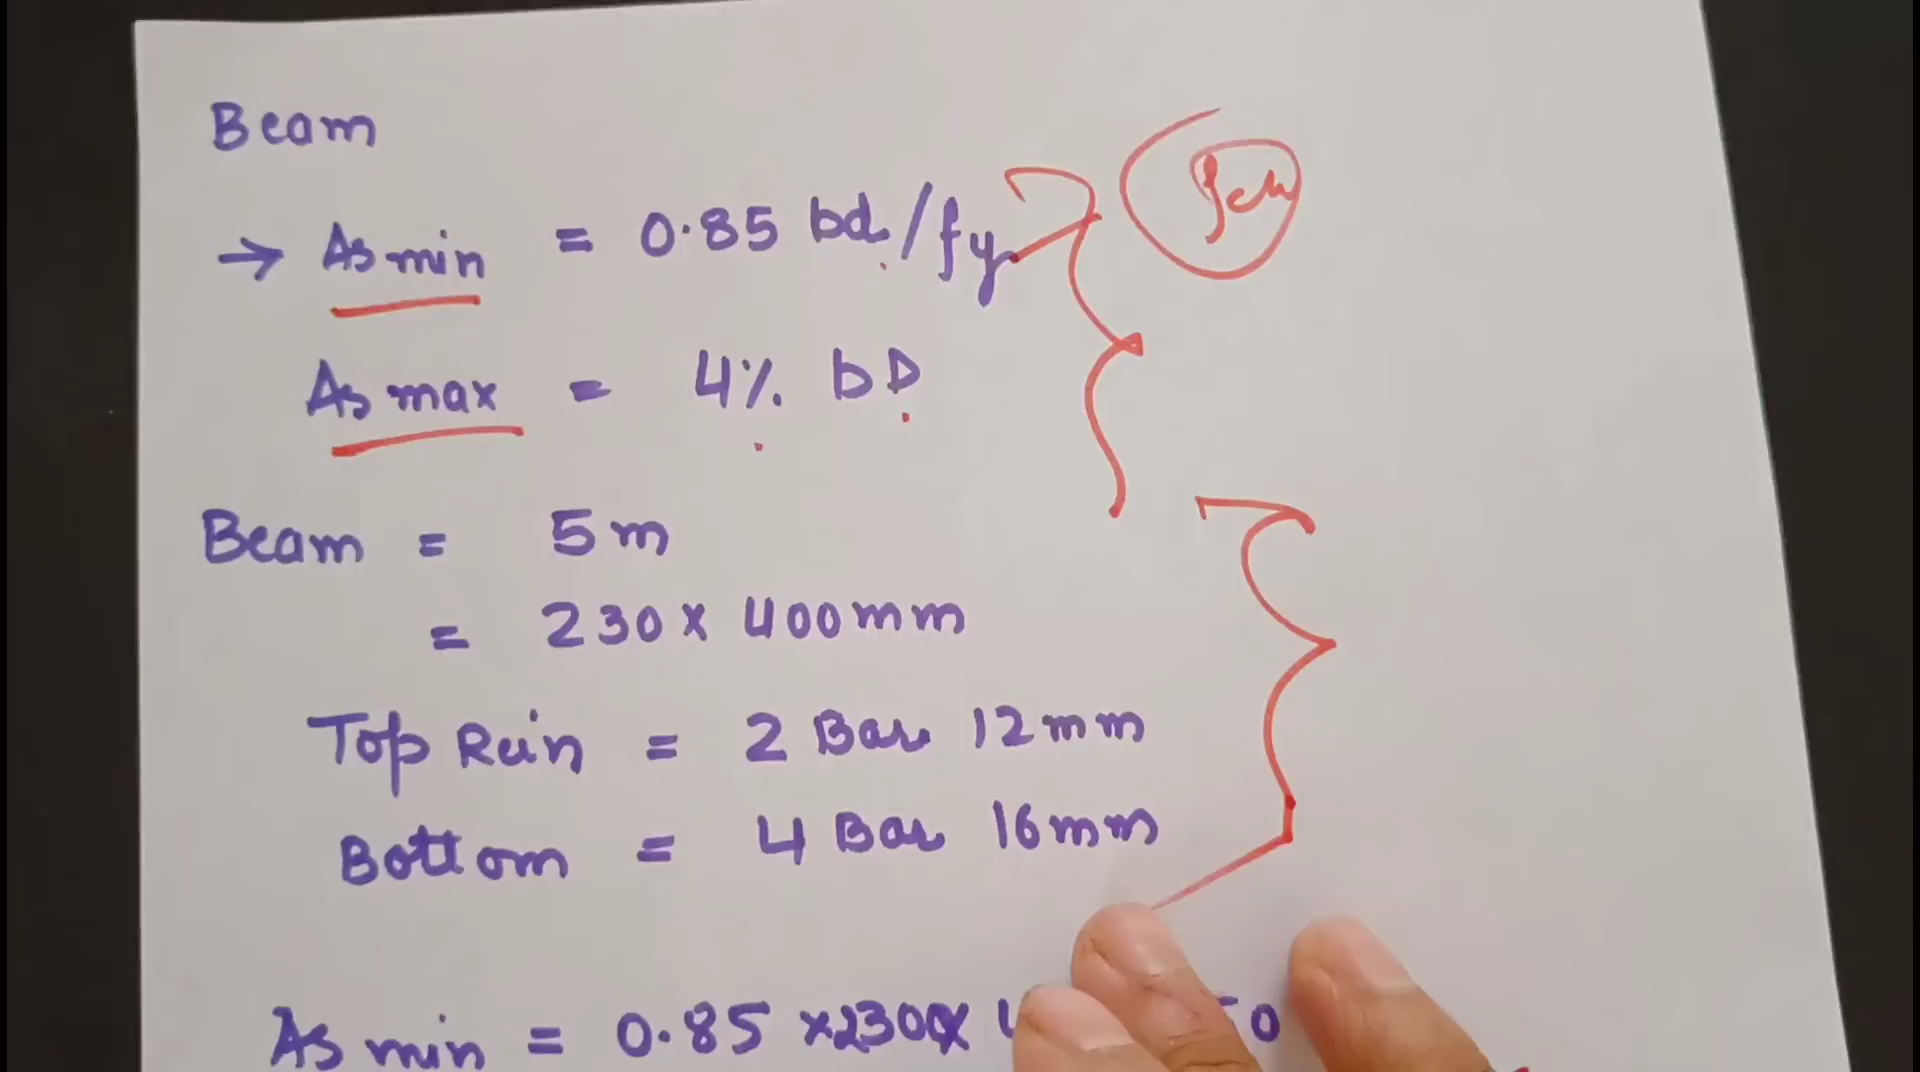 Beam
→ As min = 0.85 bd/fy
As max = 4% bD
Beam = 5m
= 230 x 400mm
Top Rein = 2 Bar 12mm
Bottom = 4 Bar 16mm
As min = 0.85 x230x